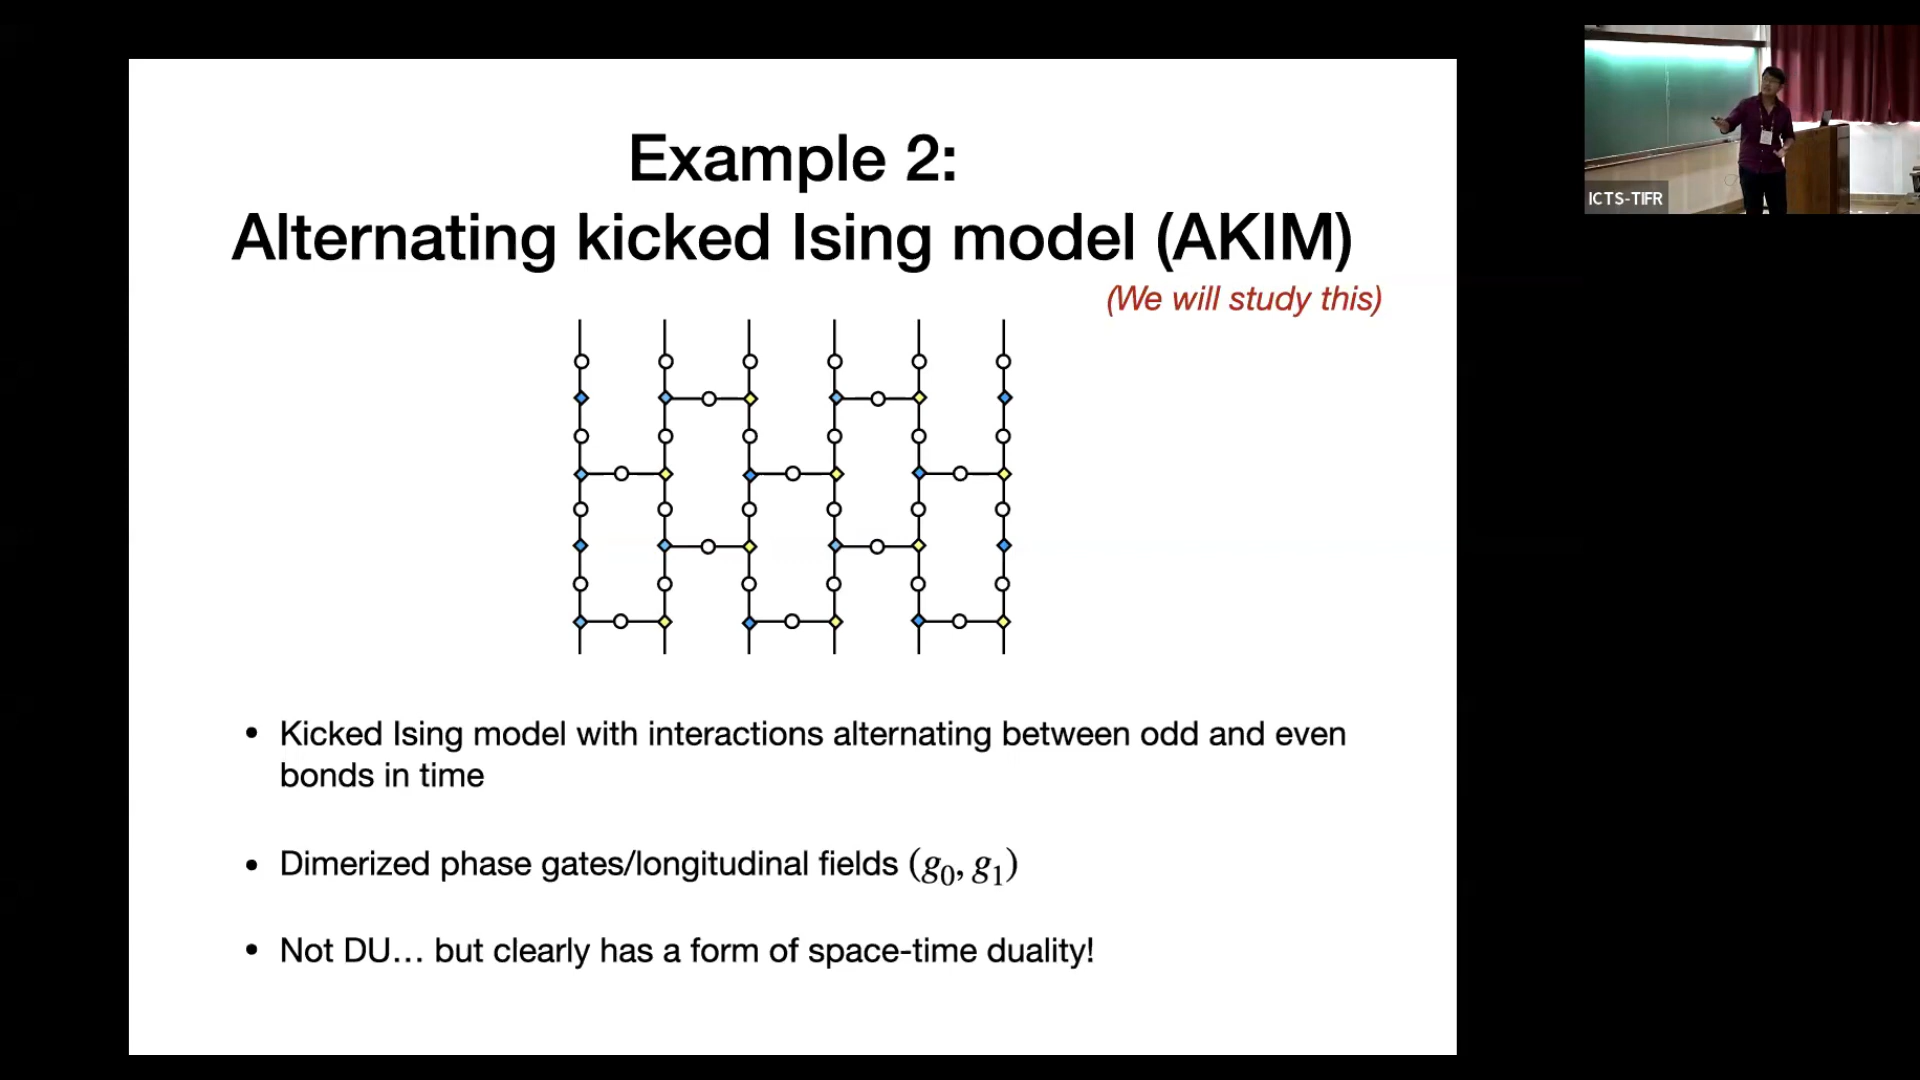 Example 2:
Alternating kicked Ising model (AKIM)
(We will study this)
• Kicked Ising model with interactions alternating between odd and even
bonds in time
• Dimerized phase gates/longitudinal fields (g₀, g₁)
• Not DU… but clearly has a form of space-time duality!
ICTS-TIFR